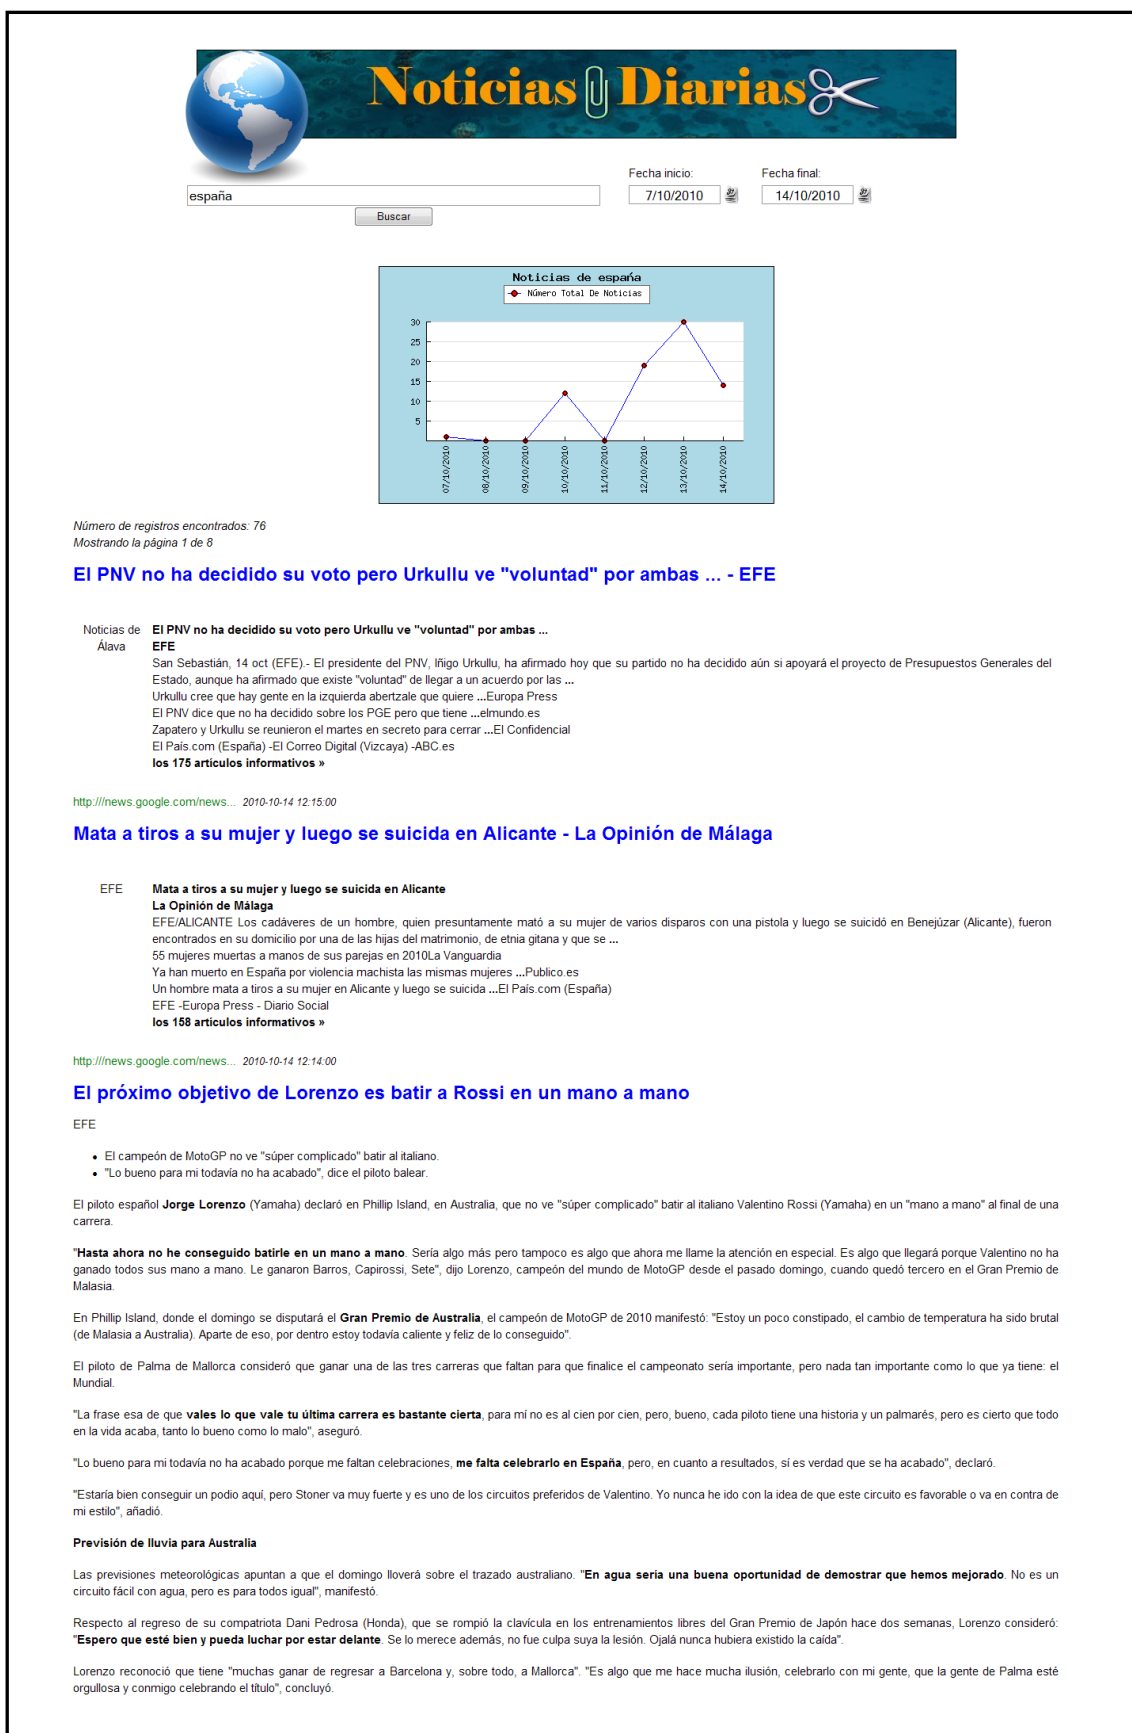 Noticias Diarias
Fecha inicio: Fecha final:
españa 7/10/2010 14/10/2010
Buscar
Noticias de españa
Número Total De Noticias
30
25
20
15
10
5
07/10/2010 08/10/2010 09/10/2010 10/10/2010 11/10/2010 12/10/2010 13/10/2010 14/10/2010
Número de registros encontrados: 76
Mostrando la página 1 de 8
El PNV no ha decidido su voto pero Urkullu ve "voluntad" por ambas ... - EFE
Noticias de Álava
El PNV no ha decidido su voto pero Urkullu ve "voluntad" por ambas ...
EFE
San Sebastián, 14 oct (EFE).- El presidente del PNV, Iñigo Urkullu, ha afirmado hoy que su partido no ha decidido aún si apoyará el proyecto de Presupuestos Generales del
Estado, aunque ha afirmado que existe "voluntad" de llegar a un acuerdo por las ...
Urkullu cree que hay gente en la izquierda abertzale que quiere ...Europa Press
El PNV dice que no ha decidido sobre los PGE pero que tiene ...elmundo.es
Zapatero y Urkullu se reunieron el martes en secreto para cerrar ...El Confidencial
El País.com (España) -El Correo Digital (Vizcaya) -ABC.es
los 175 artículos informativos »
http:///news.google.com/news... 2010-10-14 12:15:00
Mata a tiros a su mujer y luego se suicida en Alicante - La Opinión de Málaga
EFE
Mata a tiros a su mujer y luego se suicida en Alicante
La Opinión de Málaga
EFE/ALICANTE Los cadáveres de un hombre, quien presuntamente mató a su mujer de varios disparos con una pistola y luego se suicidó en Benejúzar (Alicante), fueron
encontrados en su domicilio por una de las hijas del matrimonio, de etnia gitana y que se ...
55 mujeres muertas a manos de sus parejas en 2010La Vanguardia
Ya han muerto en España por violencia machista las mismas mujeres ...Publico.es
Un hombre mata a tiros a su mujer en Alicante y luego se suicida ...El País.com (España)
EFE -Europa Press - Diario Social
los 158 artículos informativos »
http:///news.google.com/news... 2010-10-14 12:14:00
El próximo objetivo de Lorenzo es batir a Rossi en un mano a mano
EFE
• El campeón de MotoGP no ve "súper complicado" batir al italiano.
• "Lo bueno para mi todavía no ha acabado", dice el piloto balear.
El piloto español Jorge Lorenzo (Yamaha) declaró en Phillip Island, en Australia, que no ve "súper complicado" batir al italiano Valentino Rossi (Yamaha) en un "mano a mano" al final de una
carrera.
"Hasta ahora no he conseguido batirle en un mano a mano. Sería algo más pero tampoco es algo que ahora me llame la atención en especial. Es algo que llegará porque Valentino no ha
ganado todos sus mano a mano. Le ganaron Barros, Capirossi, Sete", dijo Lorenzo, campeón del mundo de MotoGP desde el pasado domingo, cuando quedó tercero en el Gran Premio de
Malasia.
En Phillip Island, donde el domingo se disputará el Gran Premio de Australia, el campeón de MotoGP de 2010 manifestó: "Estoy un poco constipado, el cambio de temperatura ha sido brutal
(de Malasia a Australia). Aparte de eso, por dentro estoy todavía caliente y feliz de lo conseguido".
El piloto de Palma de Mallorca consideró que ganar una de las tres carreras que faltan para que finalice el campeonato sería importante, pero nada tan importante como lo que ya tiene: el
Mundial.
"La frase esa de que vales lo que vale tu última carrera es bastante cierta, para mí no es al cien por cien, pero, bueno, cada piloto tiene una historia y un palmarés, pero es cierto que todo
en la vida acaba, tanto lo bueno como lo malo", aseguró.
"Lo bueno para mi todavía no ha acabado porque me faltan celebraciones, me falta celebrarlo en España, pero, en cuanto a resultados, sí es verdad que se ha acabado", declaró.
"Estaría bien conseguir un podio aquí, pero Stoner va muy fuerte y es uno de los circuitos preferidos de Valentino. Yo nunca he ido con la idea de que este circuito es favorable o va en contra de
mi estilo", añadió.
Previsión de lluvia para Australia
Las previsiones meteorológicas apuntan a que el domingo lloverá sobre el trazado australiano. "En agua sería una buena oportunidad de demostrar que hemos mejorado. No es un
circuito fácil con agua, pero es para todos igual", manifestó.
Respecto al regreso de su compatriota Dani Pedrosa (Honda), que se rompió la clavícula en los entrenamientos libres del Gran Premio de Japón hace dos semanas, Lorenzo consideró:
"Espero que esté bien y pueda luchar por estar delante. Se lo merece además, no fue culpa suya la lesión. Ojalá nunca hubiera existido la caída".
Lorenzo reconoció que tiene "muchas ganar de regresar a Barcelona y, sobre todo, a Mallorca". "Es algo que me hace mucha ilusión, celebrarlo con mi gente, que la gente de Palma esté
orgullosa y conmigo celebrando el título", concluyó.